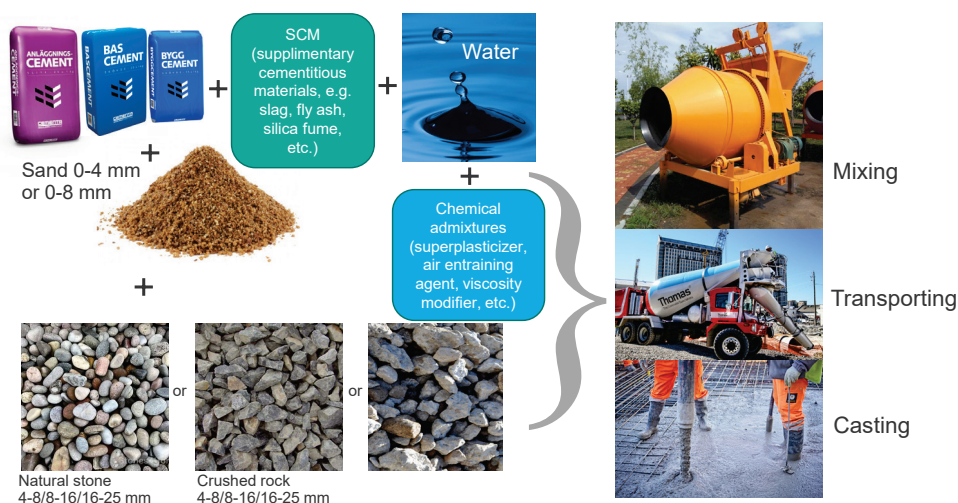 ANLÄGGNINGS-
CEMENT
BAS
CEMENT
BASCEMENT
BYGG
CEMENT
BYGGCEMENT
CEMENTA
+
SCM
(supplimentary
cementitious
materials, e.g.
slag, fly ash,
silica fume,
etc.)
+
Water
Sand 0-4 mm
or 0-8 mm
+
+
Chemical
admixtures
(superplasticizer,
air entraining
agent, viscosity
modifier, etc.)
+
or
or
Natural stone
4-8/8-16/16-25 mm
Crushed rock
4-8/8-16/16-25 mm
Mixing
Thomas
Transporting
Casting